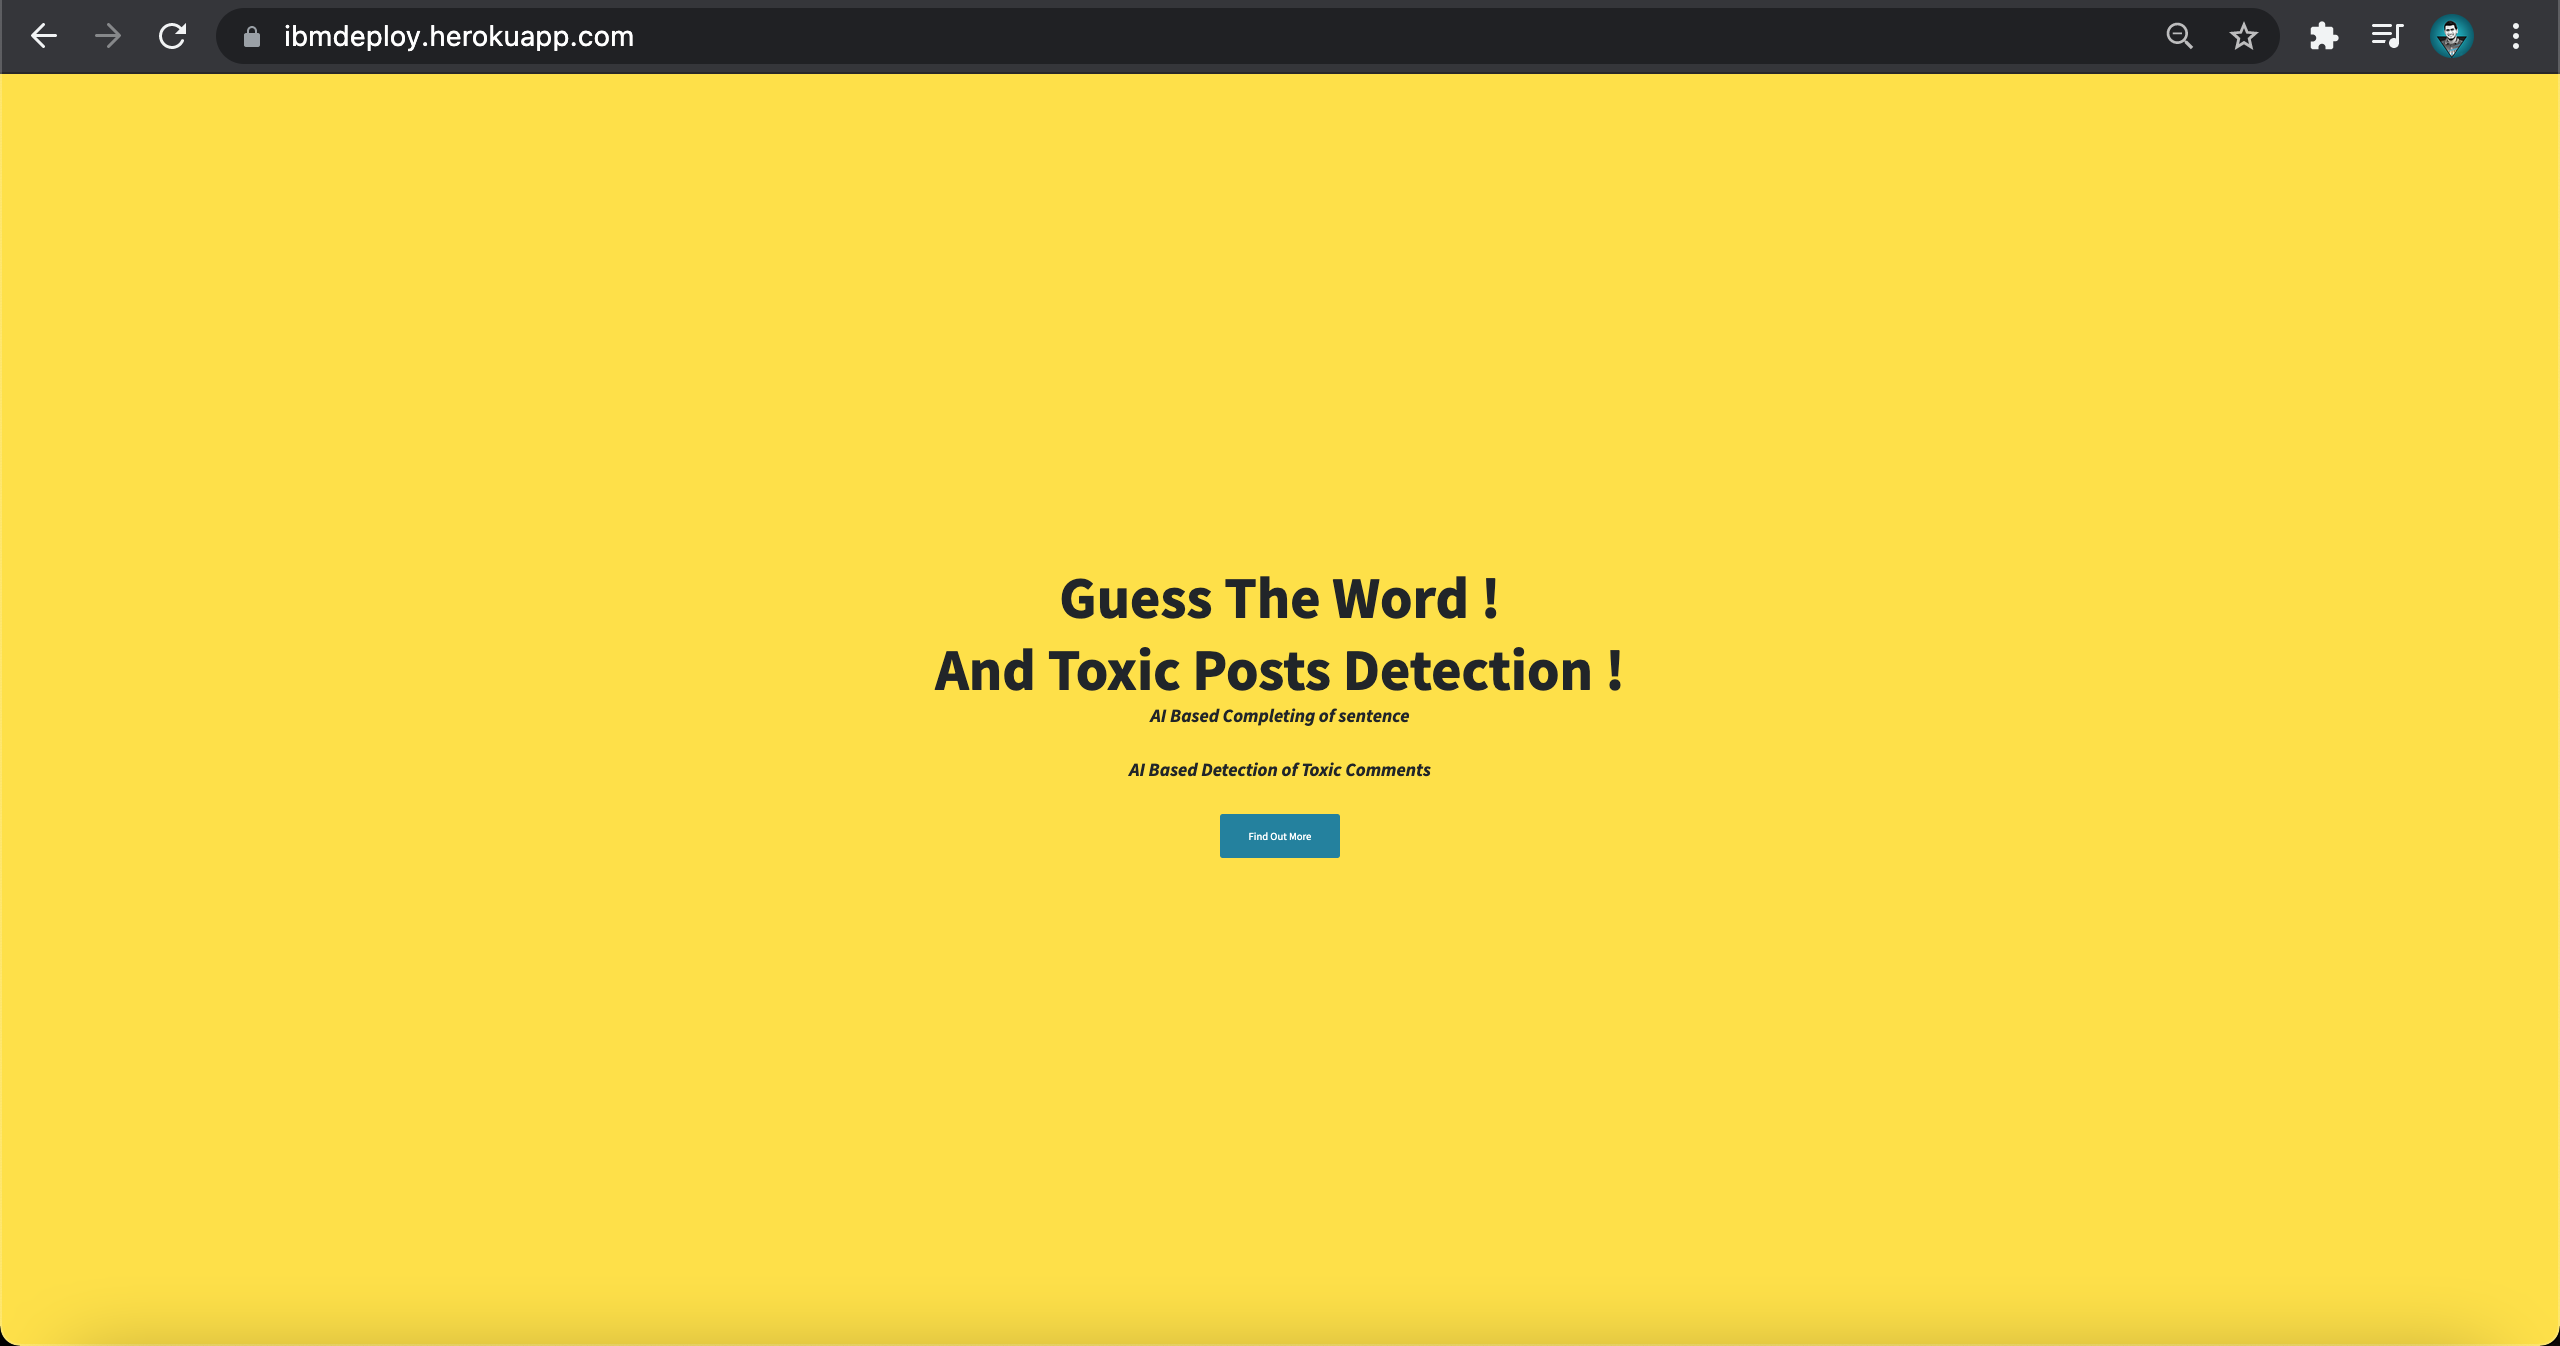 ibmdeploy.herokuapp.com
Guess The Word !
And Toxic Posts Detection !
AI Based Completing of sentence
AI Based Detection of Toxic Comments
Find Out More